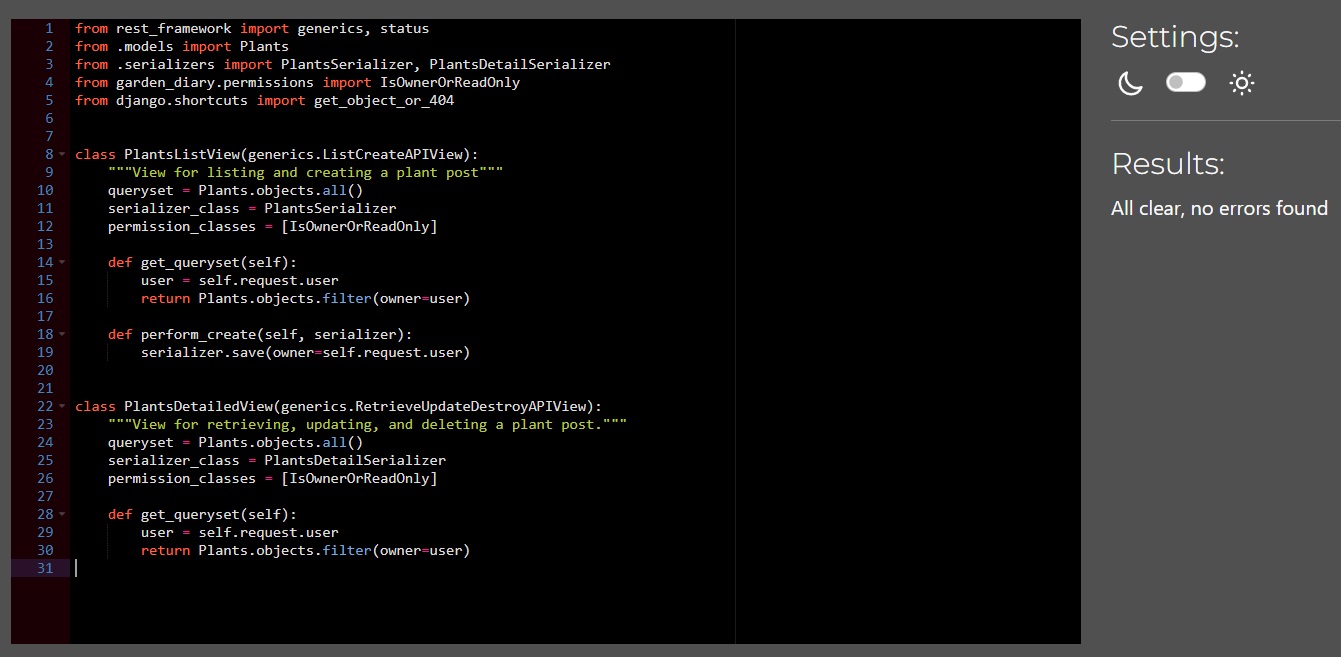 1 from rest_framework import generics, status
2 from .models import Plants
3 from .serializers import PlantsSerializer, PlantsDetailSerializer
4 from garden_diary.permissions import IsOwnerOrReadOnly
5 from django.shortcuts import get_object_or_404
6
7
8 class PlantsListView(generics.ListCreateAPIView):
9     """View for listing and creating a plant post"""
10     queryset = Plants.objects.all()
11     serializer_class = PlantsSerializer
12     permission_classes = [IsOwnerOrReadOnly]
13
14     def get_queryset(self):
15         user = self.request.user
16         return Plants.objects.filter(owner=user)
17
18     def perform_create(self, serializer):
19         serializer.save(owner=self.request.user)
20
21
22 class PlantsDetailedView(generics.RetrieveUpdateDestroyAPIView):
23     """View for retrieving, updating, and deleting a plant post."""
24     queryset = Plants.objects.all()
25     serializer_class = PlantsDetailSerializer
26     permission_classes = [IsOwnerOrReadOnly]
27
28     def get_queryset(self):
29         user = self.request.user
30         return Plants.objects.filter(owner=user)
31
Settings:
Results:
All clear, no errors found